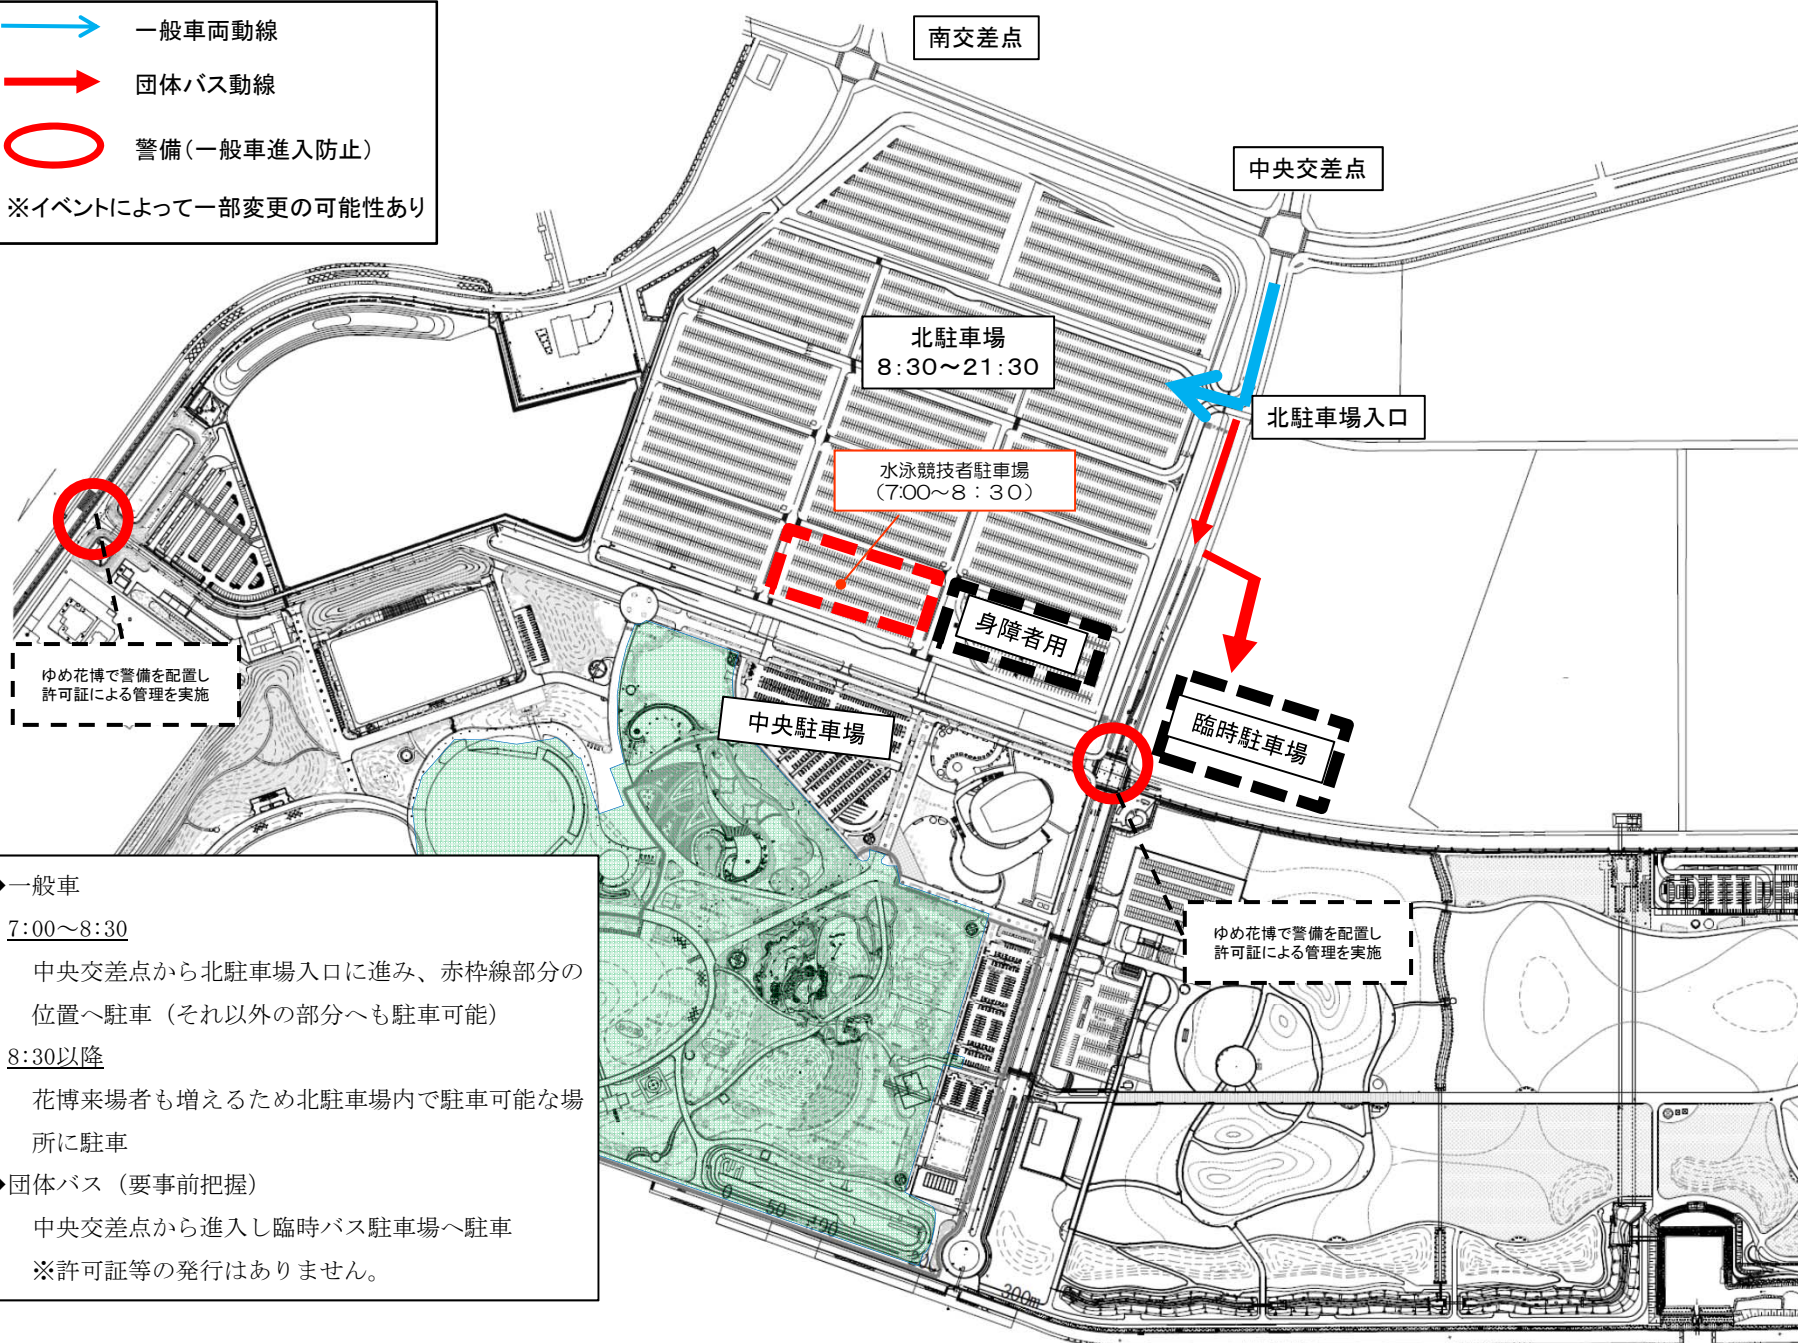 一般車両動線
団体バス動線
警備（一般車進入防止）
※イベントによって一部変更の可能性あり
南交差点
中央交差点
北駐車場
8:30～21:30
北駐車場入口
水泳競技者駐車場
（7:00～8：30）
身障者用
ゆめ花博で警備を配置し
許可証による管理を実施
中央駐車場
臨時駐車場
ゆめ花博で警備を配置し
許可証による管理を実施
◆一般車
7:00～8:30
中央交差点から北駐車場入口に進み、赤枠線部分の
位置へ駐車（それ以外の部分へも駐車可能）
8:30以降
花博来場者も増えるため北駐車場内で駐車可能な場
所に駐車
◆団体バス（要事前把握）
中央交差点から進入し臨時バス駐車場へ駐車
※許可証等の発行はありません。
0 50 100
300m